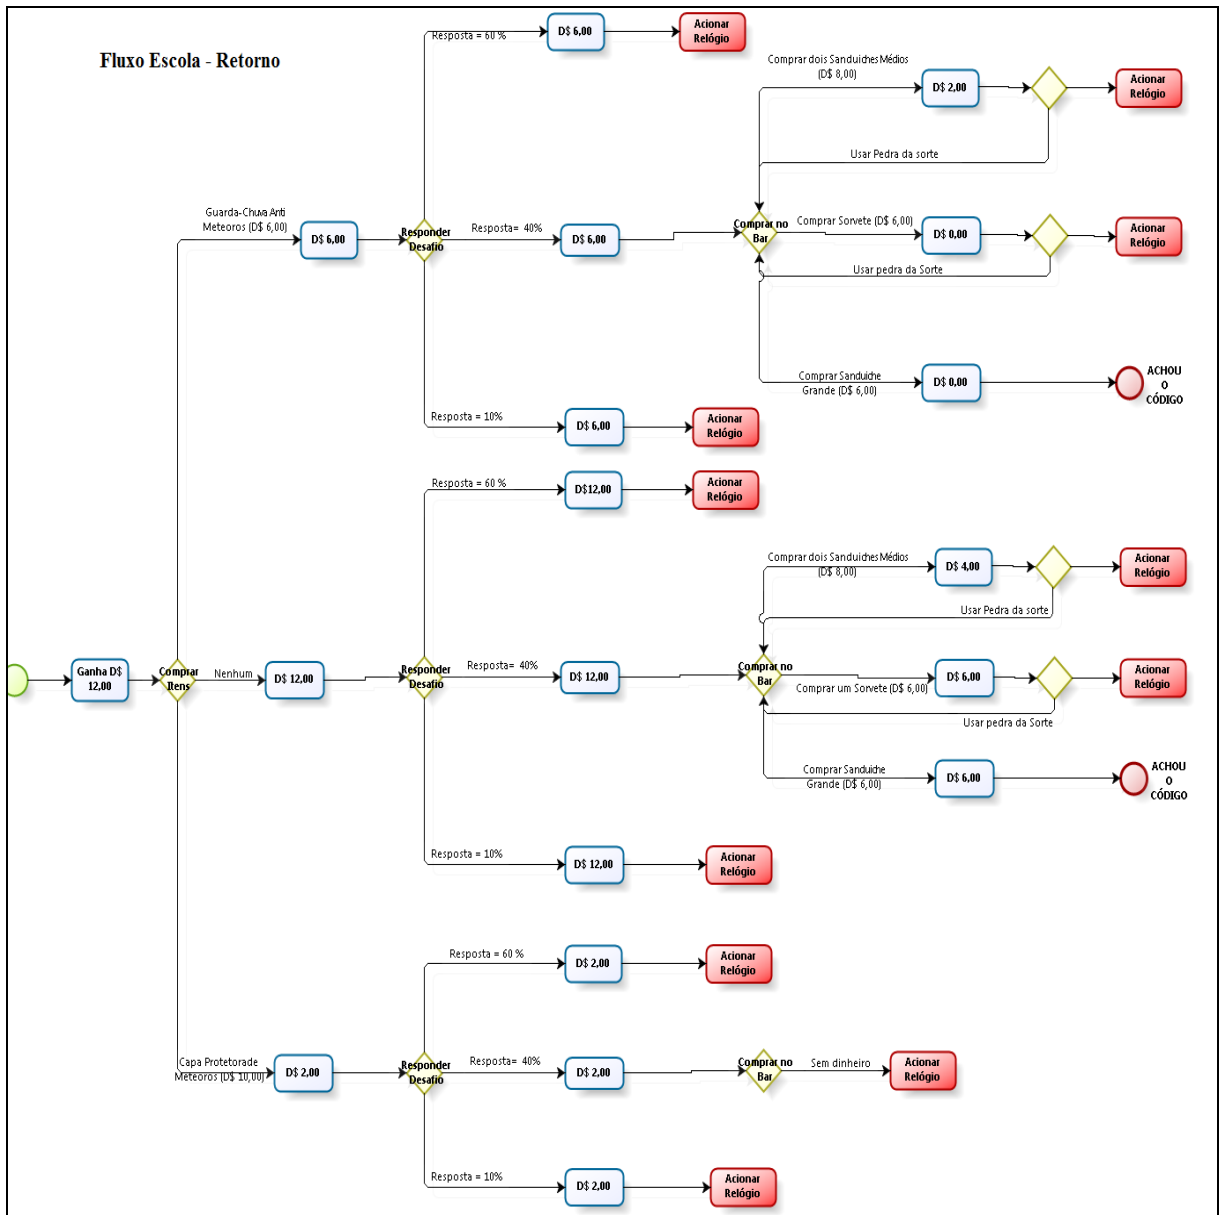 Fluxo Escola - Retorno
Resposta = 60 %
D$ 6,00
Acionar
Relógio
Comprar dois Sanduiches Médios
(D$ 8,00)
D$ 2,00
Acionar
Relógio
Usar Pedra da sorte
Guarda-Chuva Anti
Meteoros (D$ 6,00)
D$ 6,00
Responder
Desafio
Resposta= 40%
D$ 6,00
Comprar no
Bar
Comprar Sorvete (D$ 6,00)
D$ 0,00
Acionar
Relógio
Usar pedra da Sorte
Comprar Sanduiche
Grande (D$ 6,00)
D$ 0,00
ACHOU
O
CÓDIGO
Resposta = 10%
D$ 6,00
Acionar
Relógio
Resposta = 60 %
D$12,00
Acionar
Relógio
Comprar dois Sanduiches Médios
(D$ 8,00)
D$ 4,00
Acionar
Relógio
Usar Pedra da sorte
Ganha D$
12,00
Comprar
Itens
Nenhum
D$ 12,00
Responder
Desafio
Resposta= 40%
D$ 12,00
Comprar no
Bar
Comprar um Sorvete (D$ 6,00)
D$ 6,00
Acionar
Relógio
Usar pedra da Sorte
Comprar Sanduiche
Grande (D$ 6,00)
D$ 6,00
ACHOU
O
CÓDIGO
Resposta = 10%
D$ 12,00
Acionar
Relógio
Resposta = 60 %
D$ 2,00
Acionar
Relógio
Capa Protetora de
Meteoros (D$ 10,00)
D$ 2,00
Responder
Desafio
Resposta= 40%
D$ 2,00
Comprar no
Bar
Sem dinheiro
Acionar
Relógio
Resposta = 10%
D$ 2,00
Acionar
Relógio